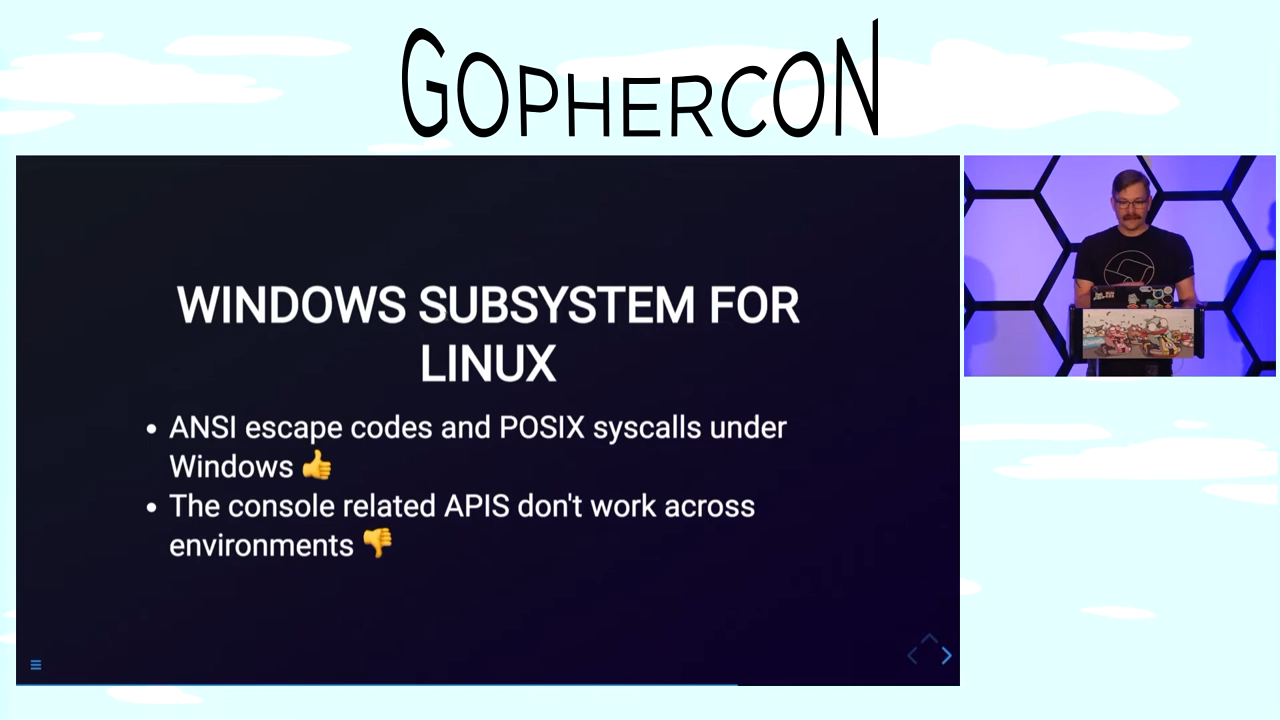 GOPHERCON
WINDOWS SUBSYSTEM FOR
LINUX
• ANSI escape codes and POSIX syscalls under
Windows 👍
• The console related APIS don't work across
environments 👎